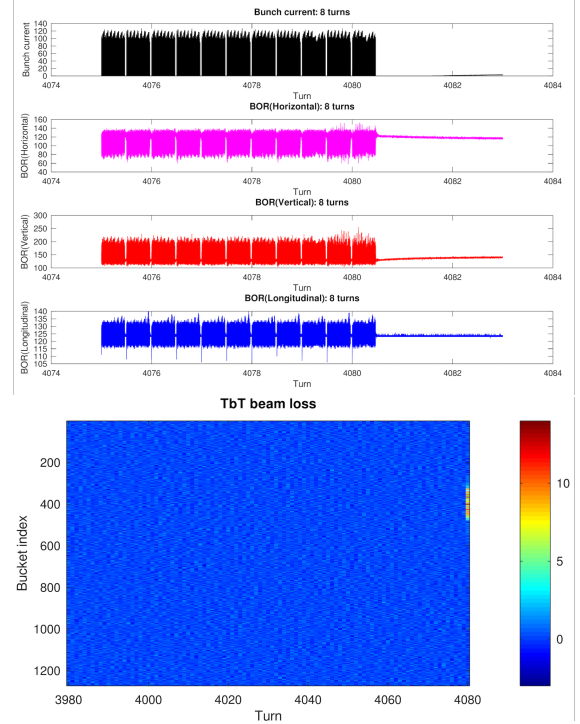 Bunch current: 8 turns
Bunch current
140
120
100
80
60
40
20
0
4074 4076 4078 4080 4082 4084
Turn
BOR(Horizontal): 8 turns
BOR(Horizontal)
160
140
120
100
80
60
40
4074 4076 4078 4080 4082 4084
Turn
BOR(Vertical): 8 turns
BOR(Vertical)
300
250
200
150
100
4074 4076 4078 4080 4082 4084
Turn
BOR(Longitudinal): 8 turns
BOR(Longitudinal)
140
135
130
125
120
115
110
105
4074 4076 4078 4080 4082 4084
Turn
TbT beam loss
Bucket index
200
400
600
800
1000
1200
3980 4000 4020 4040 4060 4080
Turn
10
5
0